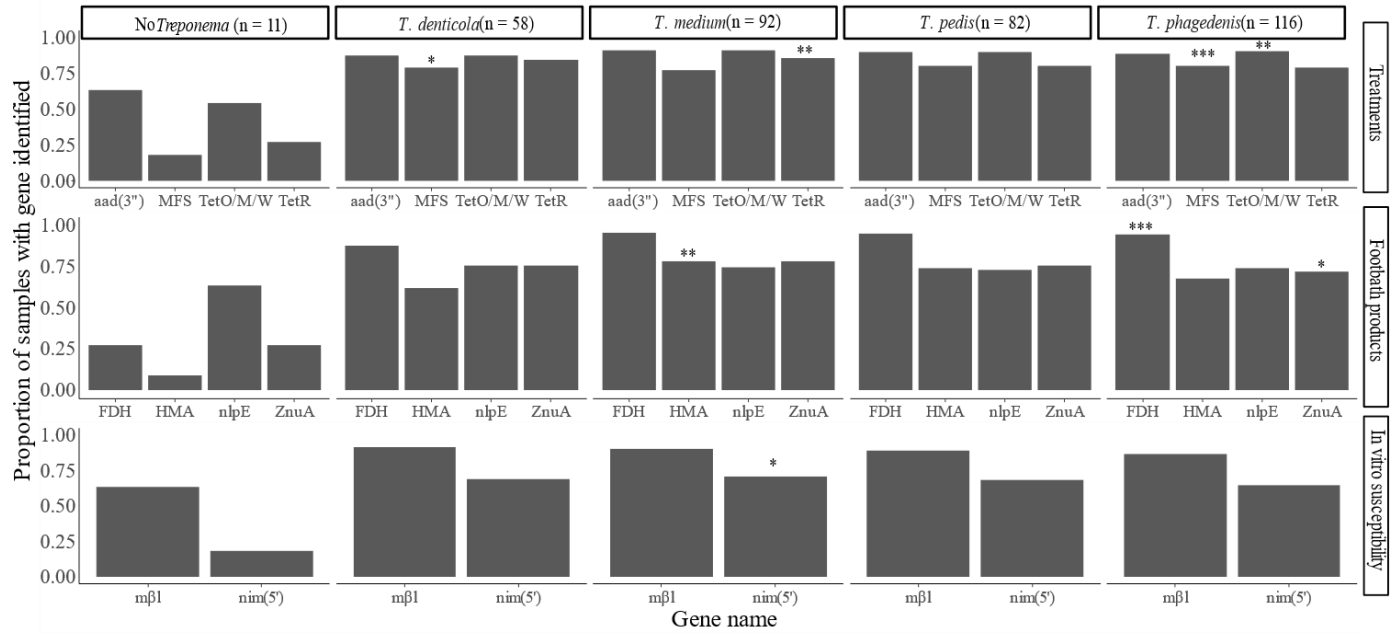 No Treponema (n = 11) T. denticola(n = 58) T. medium(n = 92) T. pedis(n = 82) T. phagedenis(n = 116)
Proportion of samples with gene identified
1.00
0.75
0.50
0.25
0.00
* ** *** **
Treatments
aad(3") MFS TetO/M/W TetR aad(3") MFS TetO/M/W TetR aad(3") MFS TetO/M/W TetR aad(3") MFS TetO/M/W TetR aad(3") MFS TetO/M/W TetR
1.00
0.75
0.50
0.25
0.00
** *** *
Footbath products
FDH HMA nlpE ZnuA FDH HMA nlpE ZnuA FDH HMA nlpE ZnuA FDH HMA nlpE ZnuA FDH HMA nlpE ZnuA
1.00
0.75
0.50
0.25
0.00
*
In vitro susceptibility
mβ1 nim(5') mβ1 nim(5') mβ1 nim(5') mβ1 nim(5') mβ1 nim(5')
Gene name